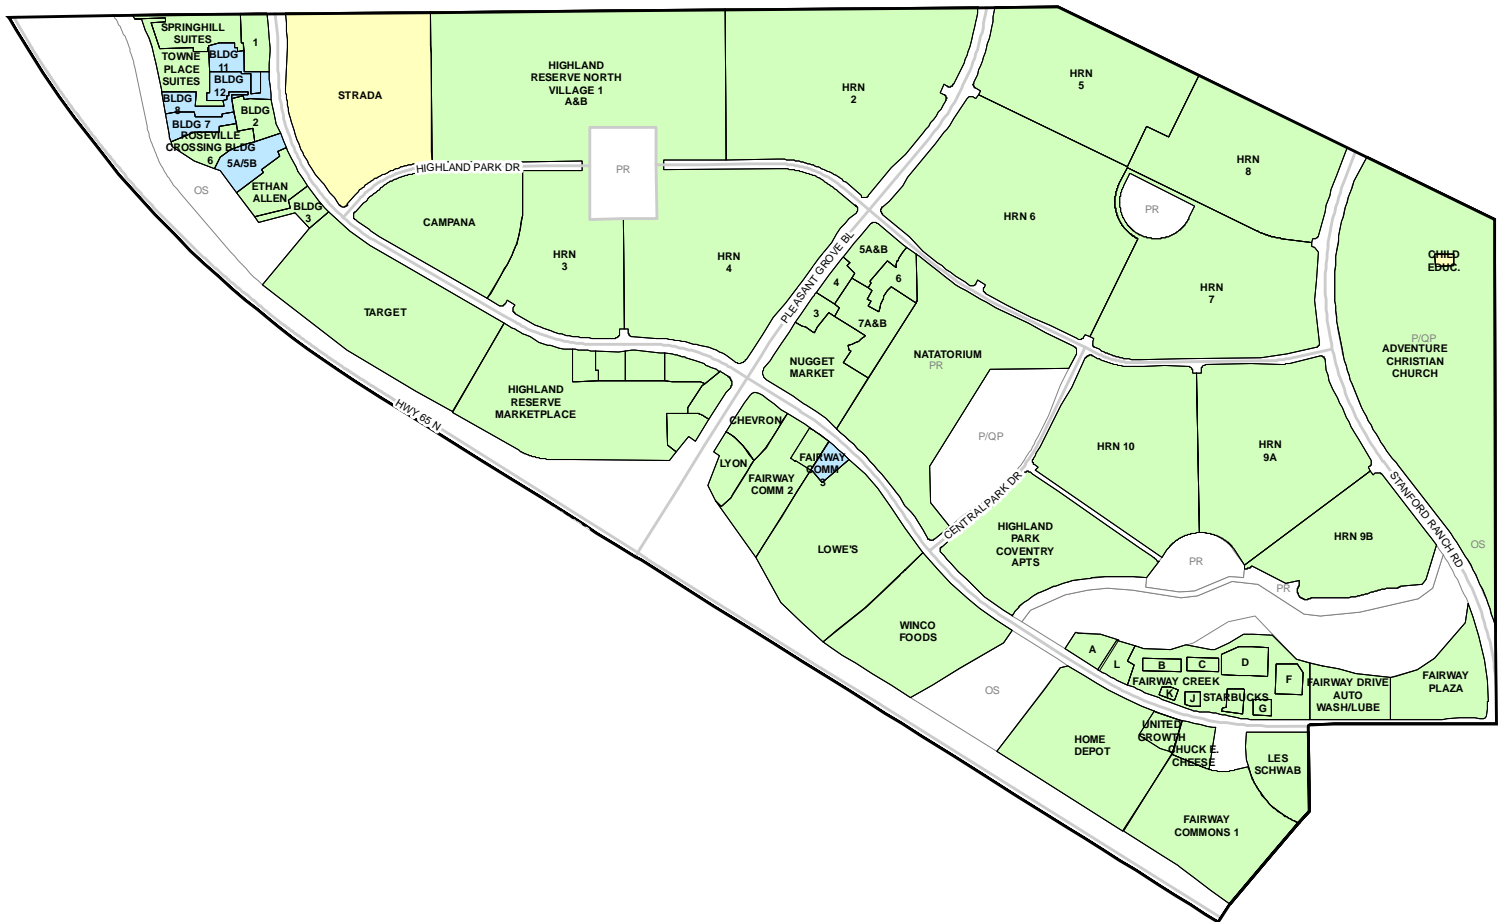 SPRINGHILL
SUITES
1
TOWNE
PLACE
SUITES
BLDG
11
BLDG
12
BLDG
8
BLDG 7
BLDG
2
ROSEVILLE
CROSSING BLDG
6
5A/5B
OS
ETHAN
ALLEN
BLDG
3
STRADA
HIGHLAND
RESERVE NORTH
VILLAGE 1
A&B
HRN
2
HRN
5
HRN
8
HIGHLAND PARK DR
PR
PR
CAMPANA
HRN
3
HRN
4
HRN 6
HRN
7
PLEASANT GROVE BL
5A&B
4
6
3
7A&B
NUGGET
MARKET
NATATORIUM
PR
CHILD
EDUC.
P/QP
ADVENTURE
CHRISTIAN
CHURCH
TARGET
HIGHLAND
RESERVE
MARKETPLACE
HWY 65 N
CHEVRON
LYON
FAIRWAY
COMM 2
FAIRWAY
COMM
3
P/QP
HRN 10
HRN
9A
HRN 9B
STANFORD RANCH RD
OS
CENTRAL PARK DR
LOWE'S
HIGHLAND
PARK
COVENTRY
APTS
PR
PR
WINCO
FOODS
OS
A
L
B
C
D
F
FAIRWAY CREEK
K
J
STARBUCKS
G
FAIRWAY DRIVE
AUTO
WASH/LUBE
FAIRWAY
PLAZA
HOME
DEPOT
UNITED
GROWTH
CHUCK E.
CHEESE
LES
SCHWAB
FAIRWAY
COMMONS 1